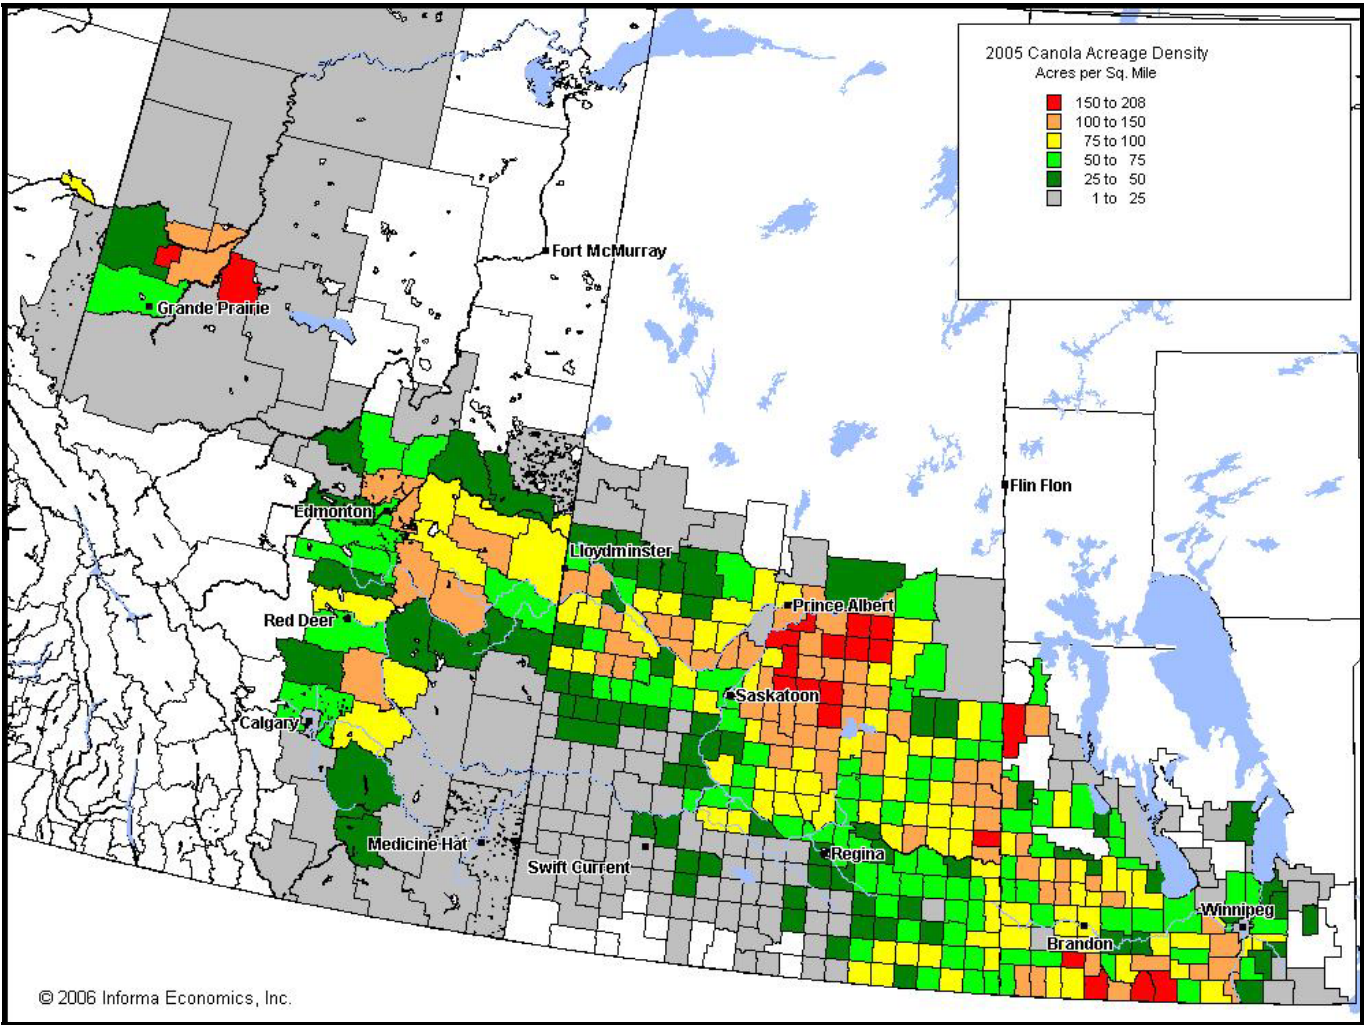 2005 Canola Acreage Density
Acres per Sq. Mile
150 to 208
100 to 150
75 to 100
50 to 75
25 to 50
1 to 25
Fort McMurray
Grande Prairie
Flin Flon
Edmonton
Lloydminster
Prince Albert
Red Deer
Saskatoon
Calgary
Medicine Hat
Regina
Swift Current
Winnipeg
Brandon
© 2006 Informa Economics, Inc.